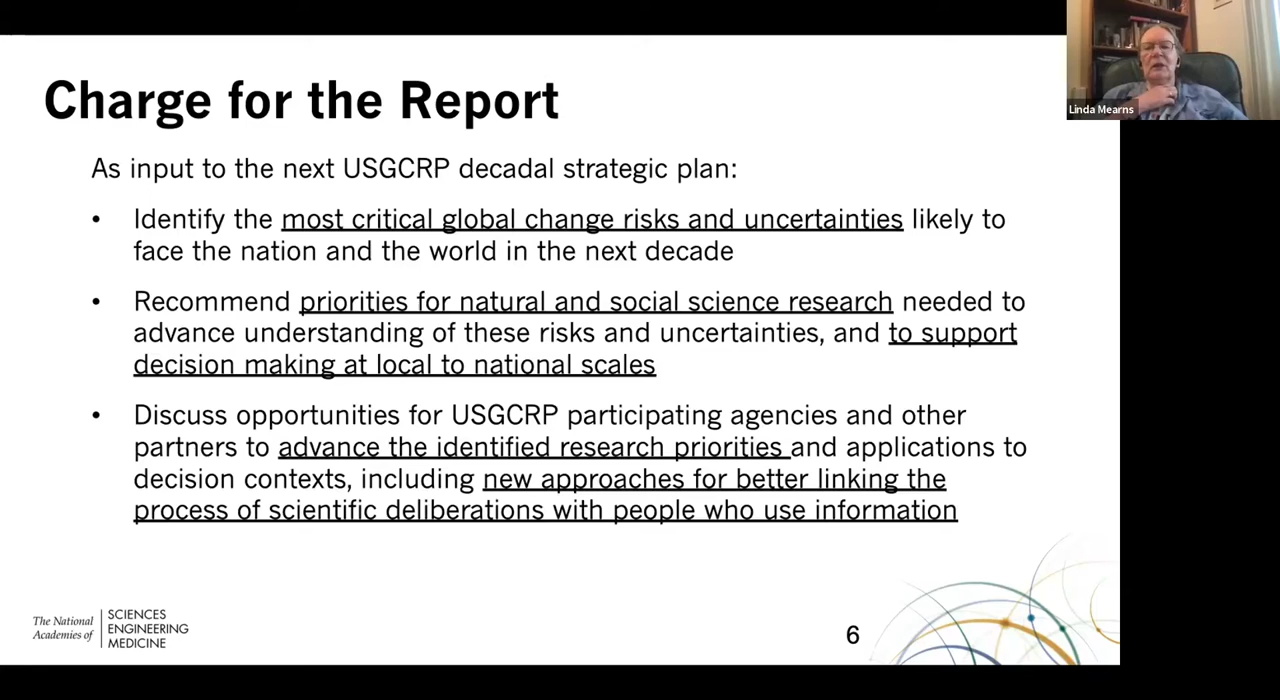 Charge for the Report
As input to the next USGCRP decadal strategic plan:
• Identify the most critical global change risks and uncertainties likely to
face the nation and the world in the next decade
• Recommend priorities for natural and social science research needed to
advance understanding of these risks and uncertainties, and to support
decision making at local to national scales
• Discuss opportunities for USGCRP participating agencies and other
partners to advance the identified research priorities and applications to
decision contexts, including new approaches for better linking the
process of scientific deliberations with people who use information
The National
Academies of
SCIENCES
ENGINEERING
MEDICINE
6
Linda Mearns